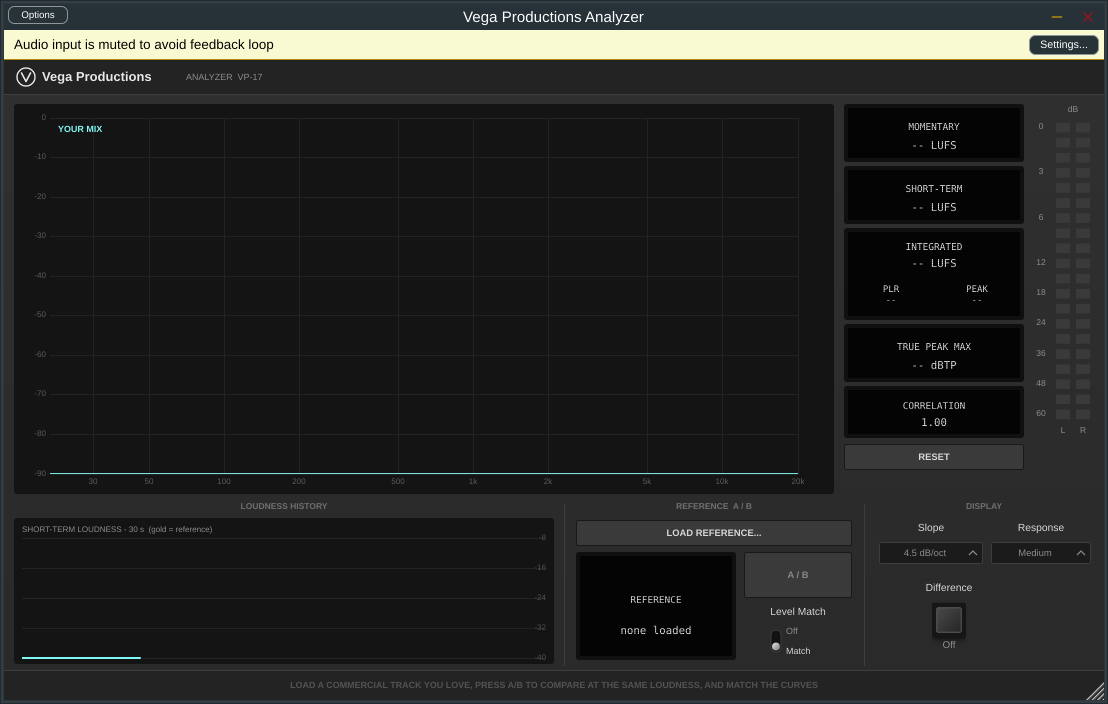 Options
Vega Productions Analyzer
Audio input is muted to avoid feedback loop
Settings...
Vega Productions
ANALYZER VP-17
YOUR MIX
0
-10
-20
-30
-40
-50
-60
-70
-80
-90
30 50 100 200 500 1k 2k 5k 10k 20k
MOMENTARY
-- LUFS
SHORT-TERM
-- LUFS
INTEGRATED
-- LUFS
PLR PEAK
-- --
TRUE PEAK MAX
-- dBTP
CORRELATION
1.00
RESET
dB
0
3
6
12
18
24
36
48
60
L R
LOUDNESS HISTORY
SHORT-TERM LOUDNESS - 30 s (gold = reference)
-8
-16
-24
-32
-40
REFERENCE A / B
LOAD REFERENCE...
REFERENCE
none loaded
A / B
Level Match
Off
Match
DISPLAY
Slope Response
4.5 dB/oct Medium
Difference
Off
LOAD A COMMERCIAL TRACK YOU LOVE, PRESS A/B TO COMPARE AT THE SAME LOUDNESS, AND MATCH THE CURVES